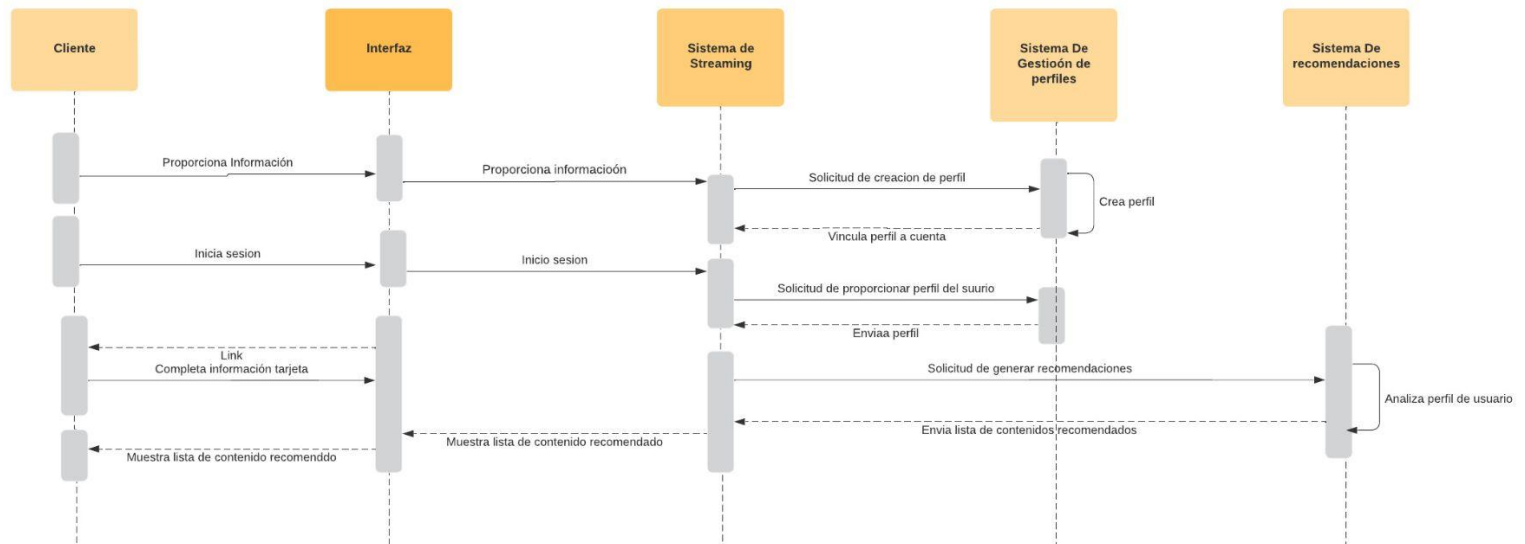 Cliente
Interfaz
Sistema de
Streaming
Sistema De
Gestioón de
perfiles
Sistema De
recomendaciones
Proporciona Información
Proporciona informacioón
Solicitud de creacion de perfil
Crea perfil
Vincula perfil a cuenta
Inicia sesion
Inicio sesion
Solicitud de proporcionar perfil del suurio
Enviaa perfil
Link
Completa información tarjeta
Solicitud de generar recomendaciones
Analiza perfil de usuario
Envia lista de contenidos recomendados
Muestra lista de contenido recomendado
Muestra lista de contenido recomenddo